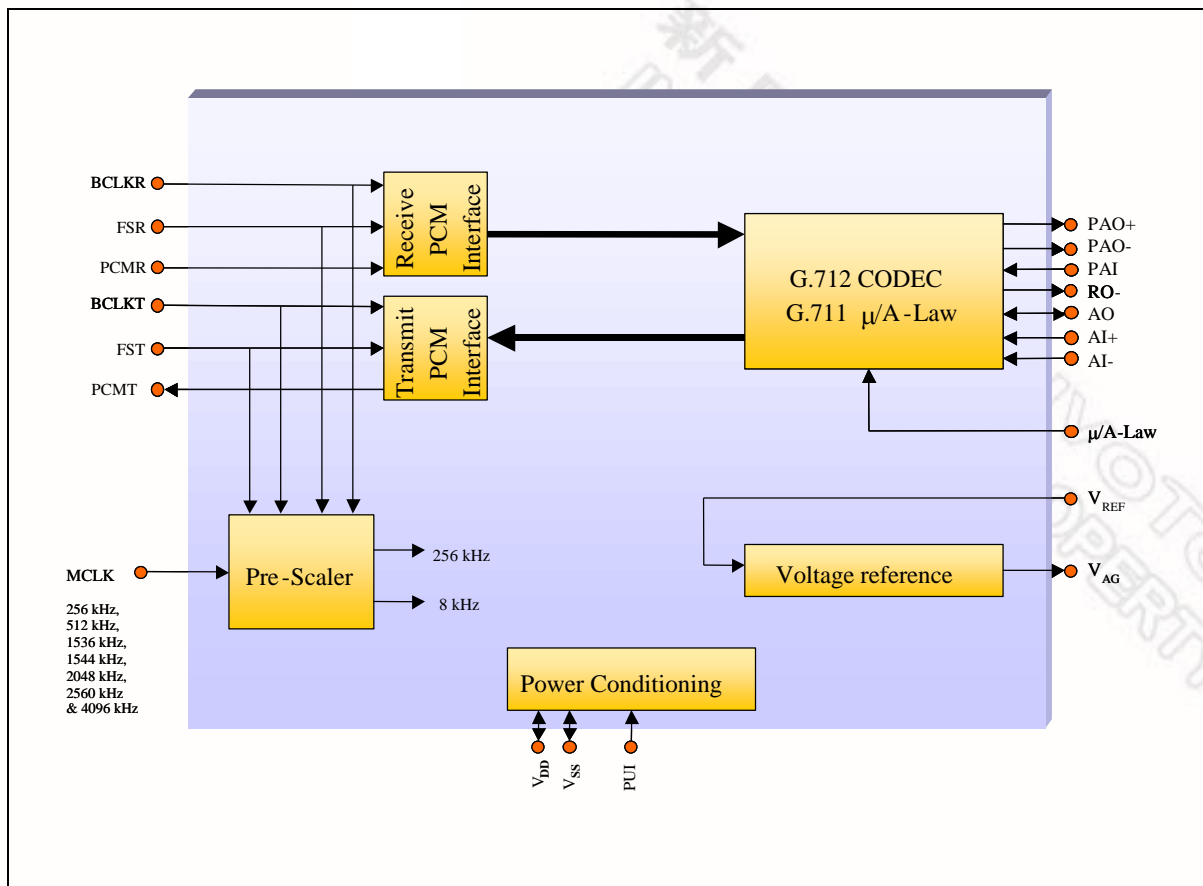 BCLKR
FSR
PCMR
BCLKT
FST
PCMT
Receive
PCM
Interface
Transmit
PCM
Interface
G.712 CODEC
G.711 μ/A-Law
PAO+
PAO-
PAI
RO-
AO
AI+
AI-
μ/A-Law
VREF
Voltage reference
VAG
MCLK
256 kHz,
512 kHz,
1536 kHz,
1544 kHz,
2048 kHz,
2560 kHz
& 4096 kHz
Pre-Scaler
256 kHz
8 kHz
Power Conditioning
VDD
VSS
PUI
新